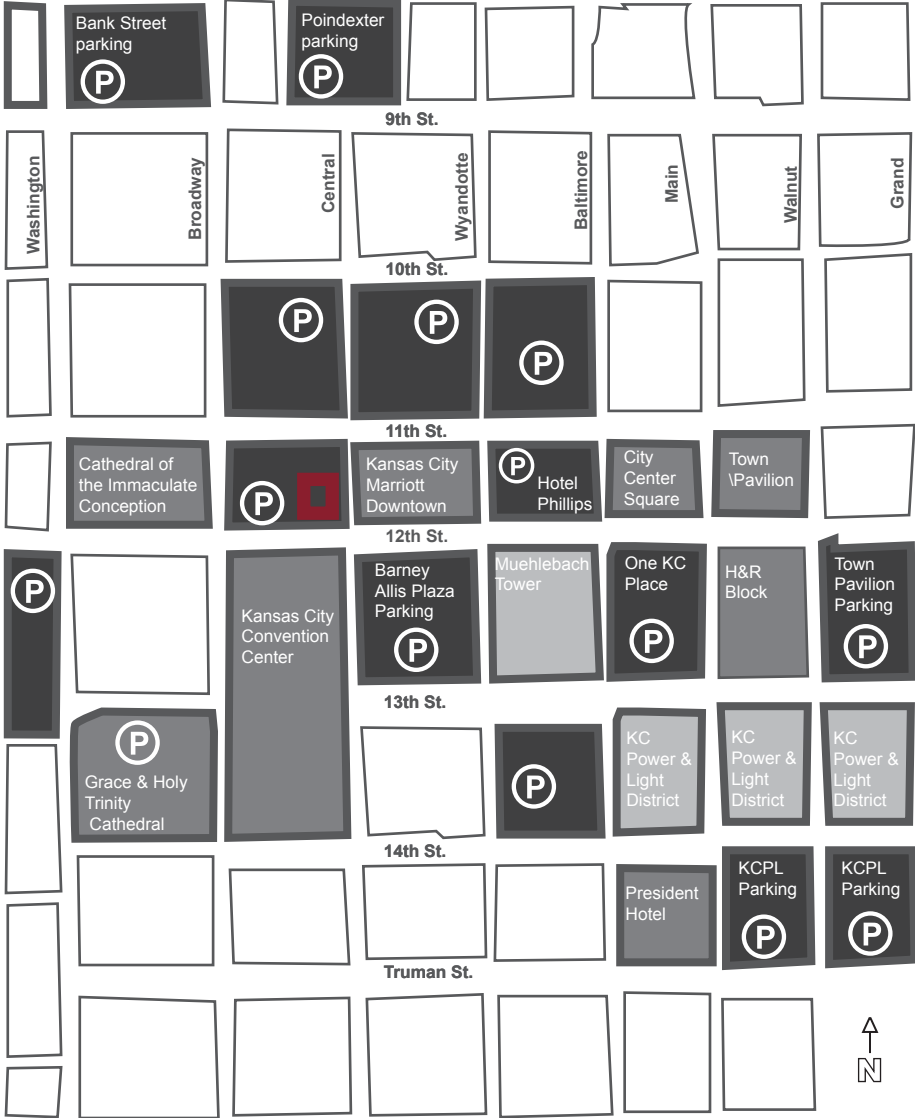 Bank Street
parking
P
Poindexter
parking
P
9th St.
Washington
Broadway
Central
Wyandotte
Baltimore
Main
Walnut
Grand
10th St.
P
P
P
11th St.
Cathedral of
the Immaculate
Conception
P
Kansas City
Marriott
Downtown
P
Hotel
Phillips
City
Center
Square
Town
\Pavilion
12th St.
P
Kansas City
Convention
Center
Barney
Allis Plaza
Parking
P
Muehlebach
Tower
One KC
Place
P
H&R
Block
Town
Pavilion
Parking
P
13th St.
P
Grace & Holy
Trinity
Cathedral
P
KC
Power &
Light
District
KC
Power &
Light
District
KC
Power &
Light
District
14th St.
President
Hotel
KCPL
Parking
P
KCPL
Parking
P
Truman St.
N